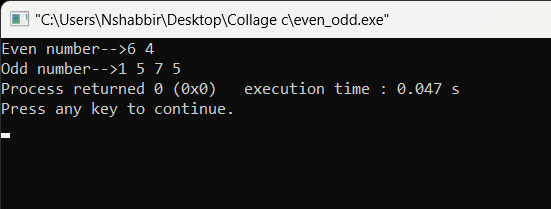 "C:\Users\Nshabbir\Desktop\Collage c\even_odd.exe"
Even number-->6 4
Odd number-->1 5 7 5
Process returned 0 (0x0)   execution time : 0.047 s
Press any key to continue.